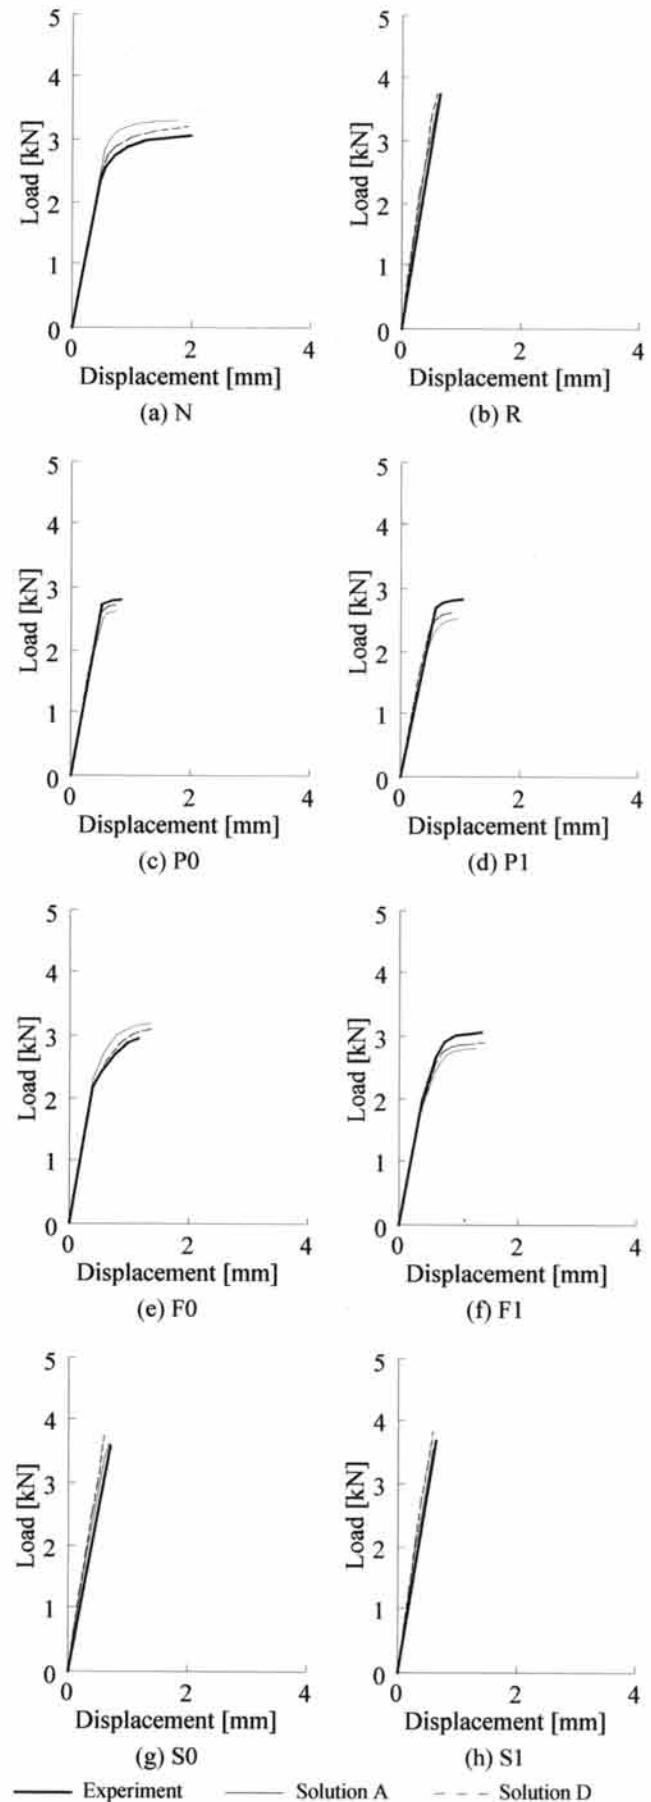 5
5
4
4
3
3
2
2
1
1
0
0
Load [kN]
Load [kN]
0 2 4
0 2 4
Displacement [mm]
Displacement [mm]
(a) N
(b) R
5
5
4
4
3
3
2
2
1
1
0
0
Load [kN]
Load [kN]
0 2 4
0 2 4
Displacement [mm]
Displacement [mm]
(c) P0
(d) P1
5
5
4
4
3
3
2
2
1
1
0
0
Load [kN]
Load [kN]
0 2 4
0 2 4
Displacement [mm]
Displacement [mm]
(e) F0
(f) F1
5
5
4
4
3
3
2
2
1
1
0
0
Load [kN]
Load [kN]
0 2 4
0 2 4
Displacement [mm]
Displacement [mm]
(g) S0
(h) S1
Experiment Solution A Solution D